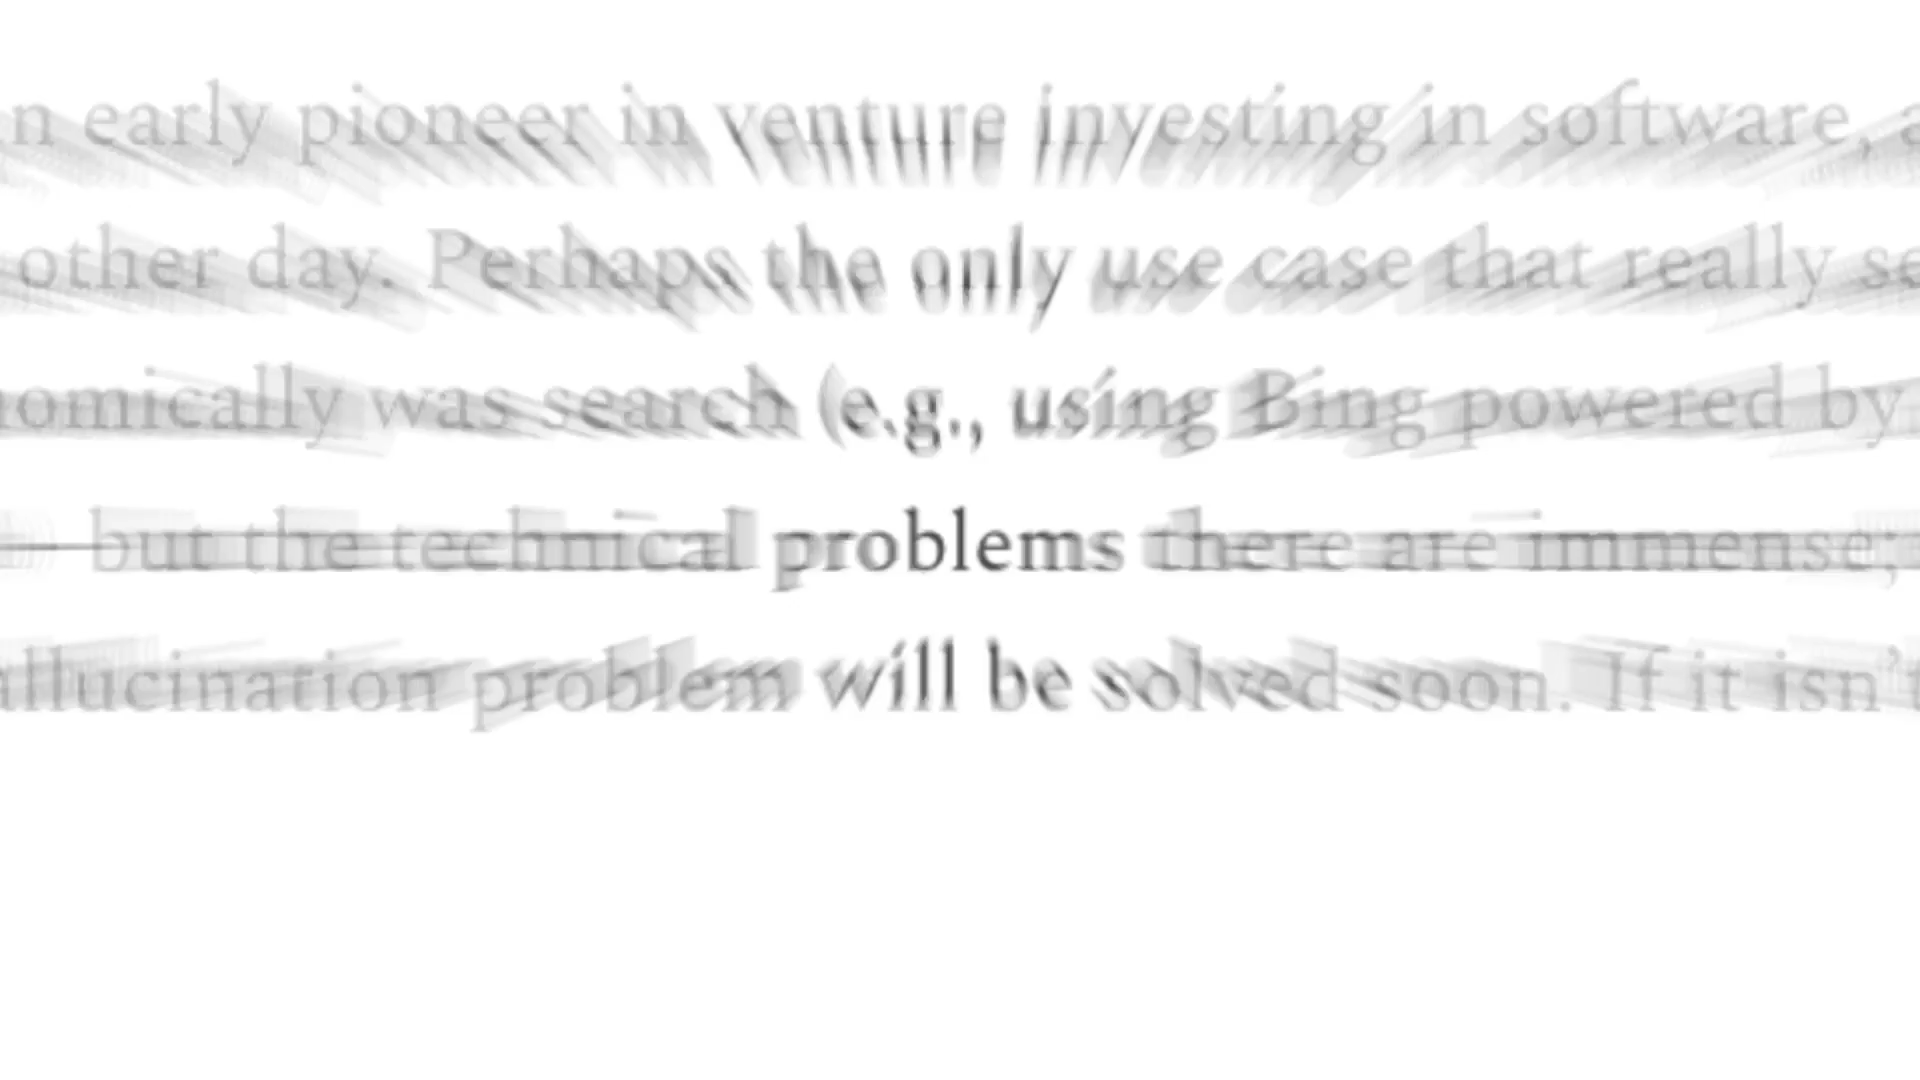 n early pioneer in venture investing in software, a
other day. Perhaps the only use case that really se
omically was search (e.g., using Bing powered by
but the technical problems there are immense;
allucination problem will be solved soon. If it isn't